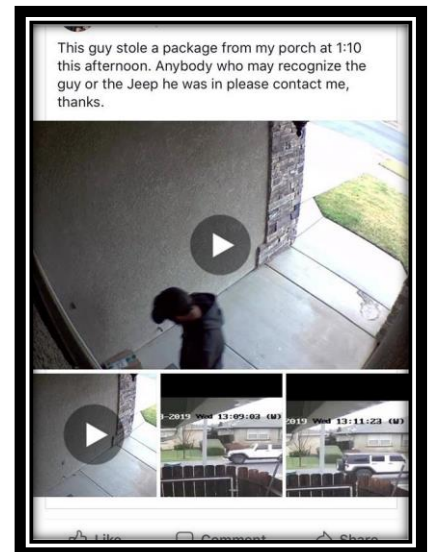 This guy stole a package from my porch at 1:10
this afternoon. Anybody who may recognize the
guy or the Jeep he was in please contact me,
thanks.
-2019 Wed 13:09:03 (W)
2019 Wed 13:11:23 (W)
Like Comment Share